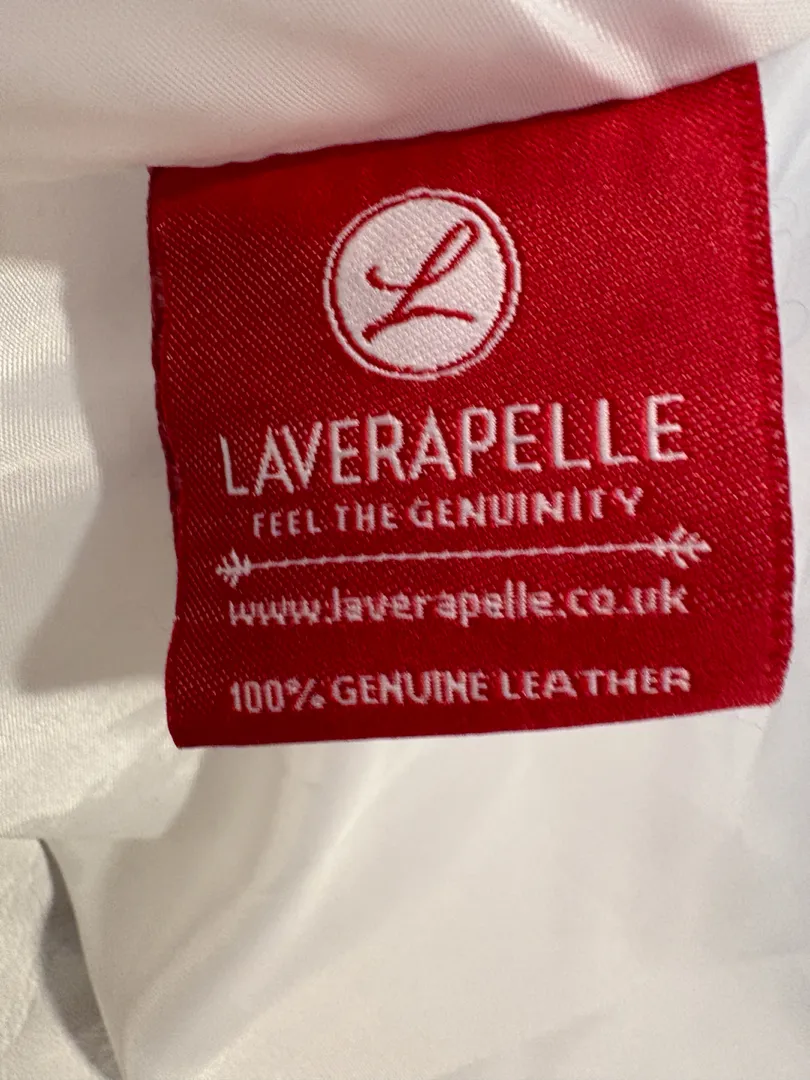 L
LAVERAPELLE
FEEL THE GENUINITY
www.laverapelle.co.uk
100% GENUINE LEATHER